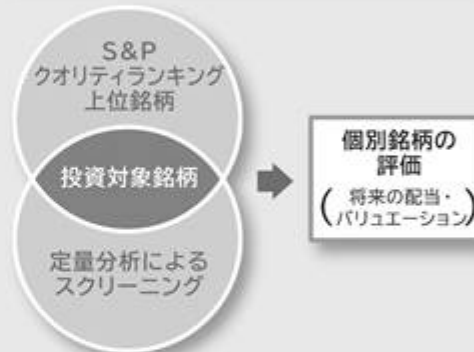 S&P
クオリティランキング
上位銘柄
投資対象銘柄
定量分析による
スクリーニング
個別銘柄の
評価
(将来の配当・
バリュエーション)